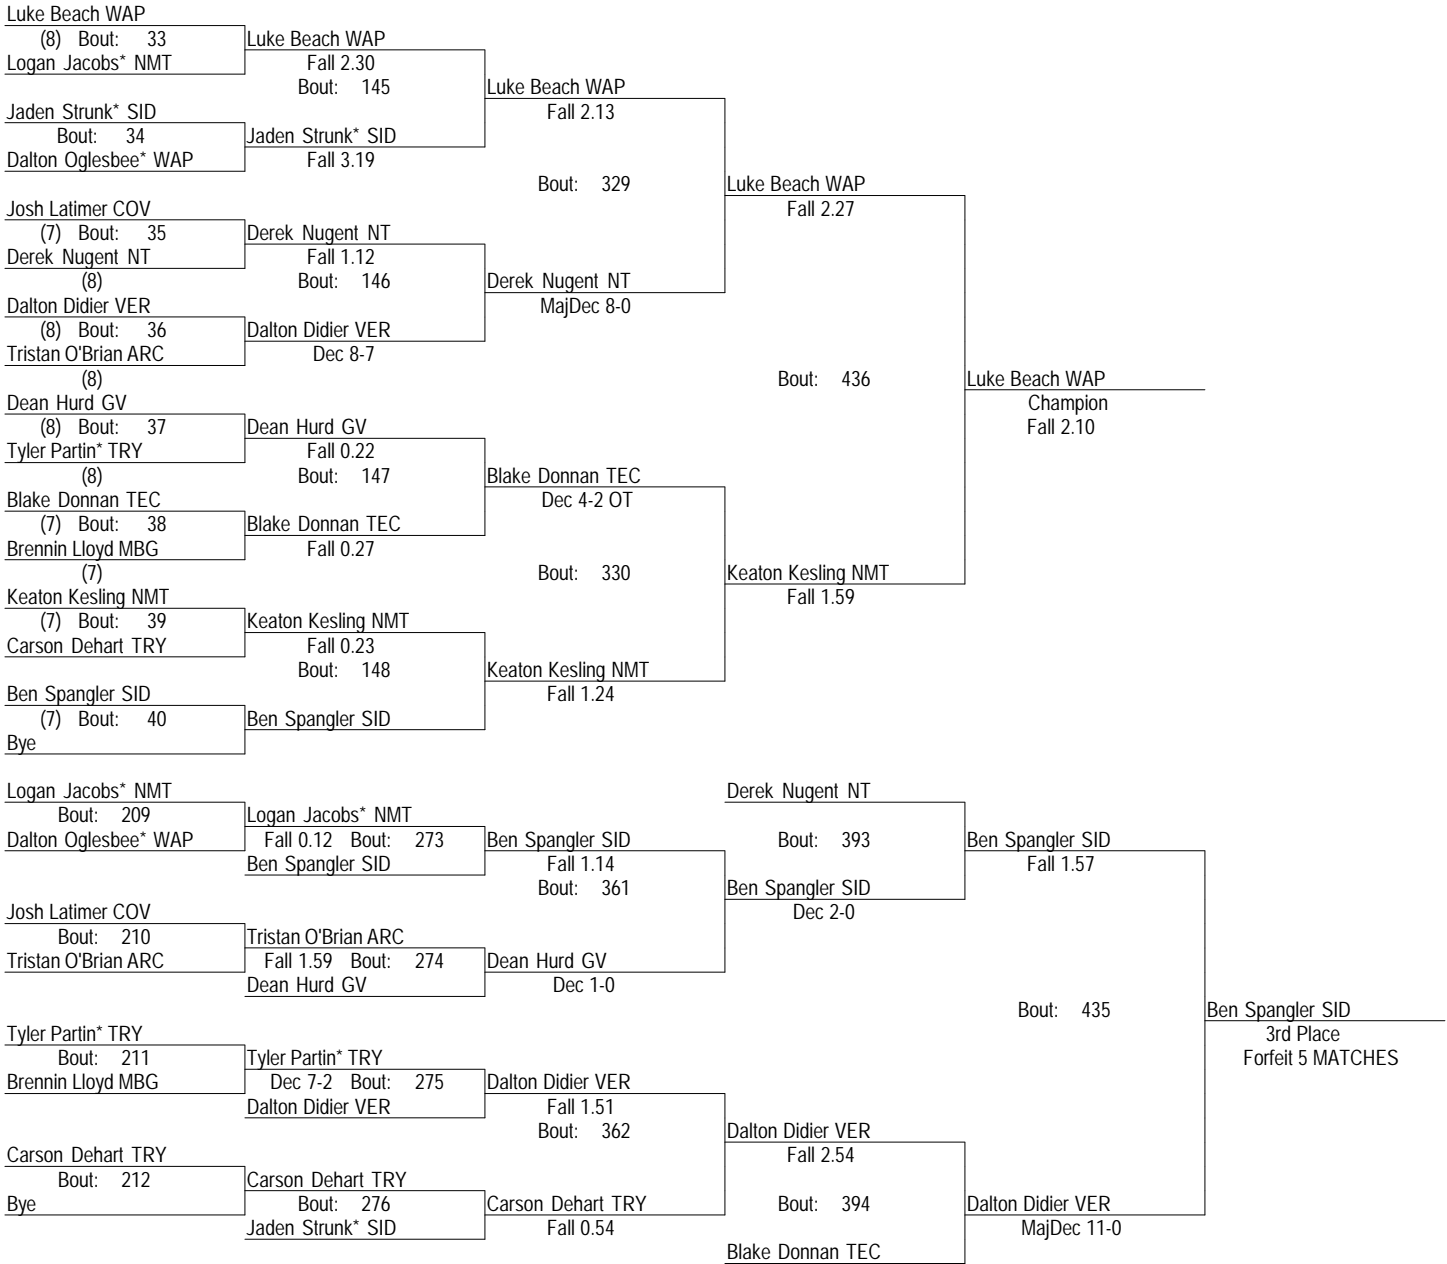 Luke Beach WAP
(8) Bout: 33
Luke Beach WAP
Logan Jacobs* NMT
Fall 2.30
Bout: 145
Luke Beach WAP
Jaden Strunk* SID
Fall 2.13
Bout: 34
Jaden Strunk* SID
Dalton Oglesbee* WAP
Fall 3.19
Bout: 329
Luke Beach WAP
Josh Latimer COV
Fall 2.27
(7) Bout: 35
Derek Nugent NT
Derek Nugent NT
Fall 1.12
(8)
Bout: 146
Derek Nugent NT
Dalton Didier VER
MajDec 8-0
(8) Bout: 36
Dalton Didier VER
Tristan O'Brian ARC
Dec 8-7
(8)
Bout: 436
Luke Beach WAP
Dean Hurd GV
Champion
(8) Bout: 37
Dean Hurd GV
Fall 2.10
Tyler Partin* TRY
Fall 0.22
(8)
Bout: 147
Blake Donnan TEC
Blake Donnan TEC
Dec 4-2 OT
(7) Bout: 38
Blake Donnan TEC
Brennin Lloyd MBG
Fall 0.27
(7)
Bout: 330
Keaton Kesling NMT
Keaton Kesling NMT
Fall 1.59
(7) Bout: 39
Keaton Kesling NMT
Carson Dehart TRY
Fall 0.23
Bout: 148
Keaton Kesling NMT
Ben Spangler SID
Fall 1.24
(7) Bout: 40
Ben Spangler SID
Bye
Logan Jacobs* NMT
Derek Nugent NT
Bout: 209
Logan Jacobs* NMT
Dalton Oglesbee* WAP
Fall 0.12 Bout: 273
Ben Spangler SID
Bout: 393
Ben Spangler SID
Ben Spangler SID
Fall 1.14
Fall 1.57
Bout: 361
Ben Spangler SID
Josh Latimer COV
Dec 2-0
Bout: 210
Tristan O'Brian ARC
Tristan O'Brian ARC
Fall 1.59 Bout: 274
Dean Hurd GV
Dean Hurd GV
Dec 1-0
Bout: 435
Ben Spangler SID
Tyler Partin* TRY
3rd Place
Bout: 211
Tyler Partin* TRY
Forfeit 5 MATCHES
Brennin Lloyd MBG
Dec 7-2 Bout: 275
Dalton Didier VER
Dalton Didier VER
Fall 1.51
Bout: 362
Dalton Didier VER
Carson Dehart TRY
Fall 2.54
Bout: 212
Carson Dehart TRY
Bye
Bout: 276
Carson Dehart TRY
Bout: 394
Dalton Didier VER
Jaden Strunk* SID
Fall 0.54
MajDec 11-0
Blake Donnan TEC